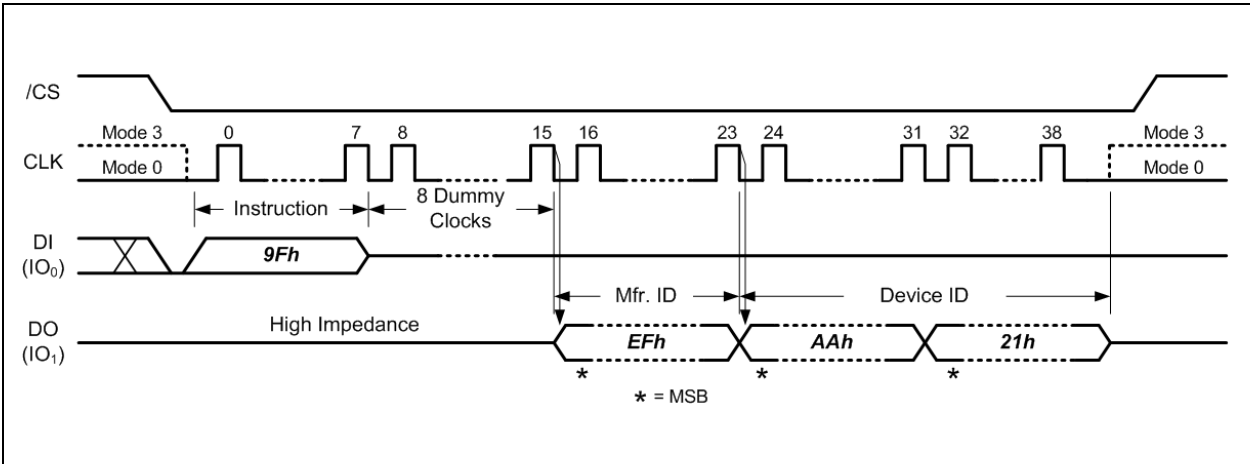 /CS
Mode 3 0 7 8 15 16 23 24 31 32 38 Mode 3
CLK
Mode 0 Mode 0
Instruction 8 Dummy
Clocks
DI
(IO₀)
9Fh
Mfr. ID Device ID
DO
(IO₁)
High Impedance
EFh AAh 21h
* * *
* = MSB